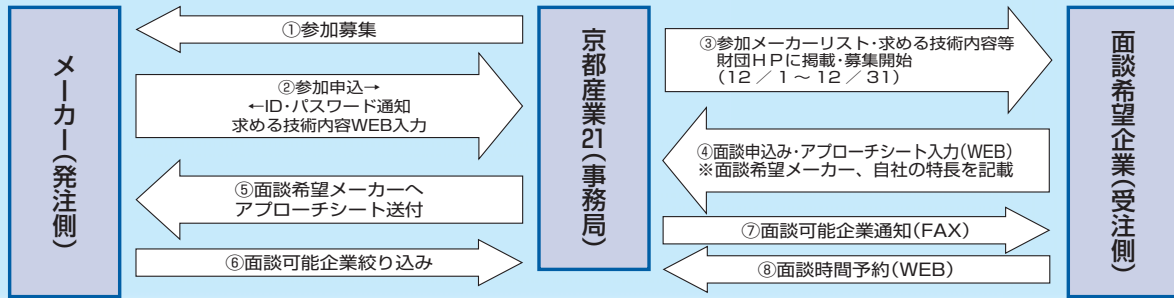 メーカー(発注側)
①参加募集
②参加申込→
←ID・パスワード通知
求める技術内容WEB入力
⑤面談希望メーカーへ
アプローチシート送付
⑥面談可能企業絞り込み
京都産業21(事務局)
③参加メーカーリスト・求める技術内容等
財団HPに掲載・募集開始
(12/1~12/31)
④面談申込み・アプローチシート入力(WEB)
※面談希望メーカー、自社の特長を記載
⑦面談可能企業通知(FAX)
⑧面談時間予約(WEB)
面談希望企業(受注側)